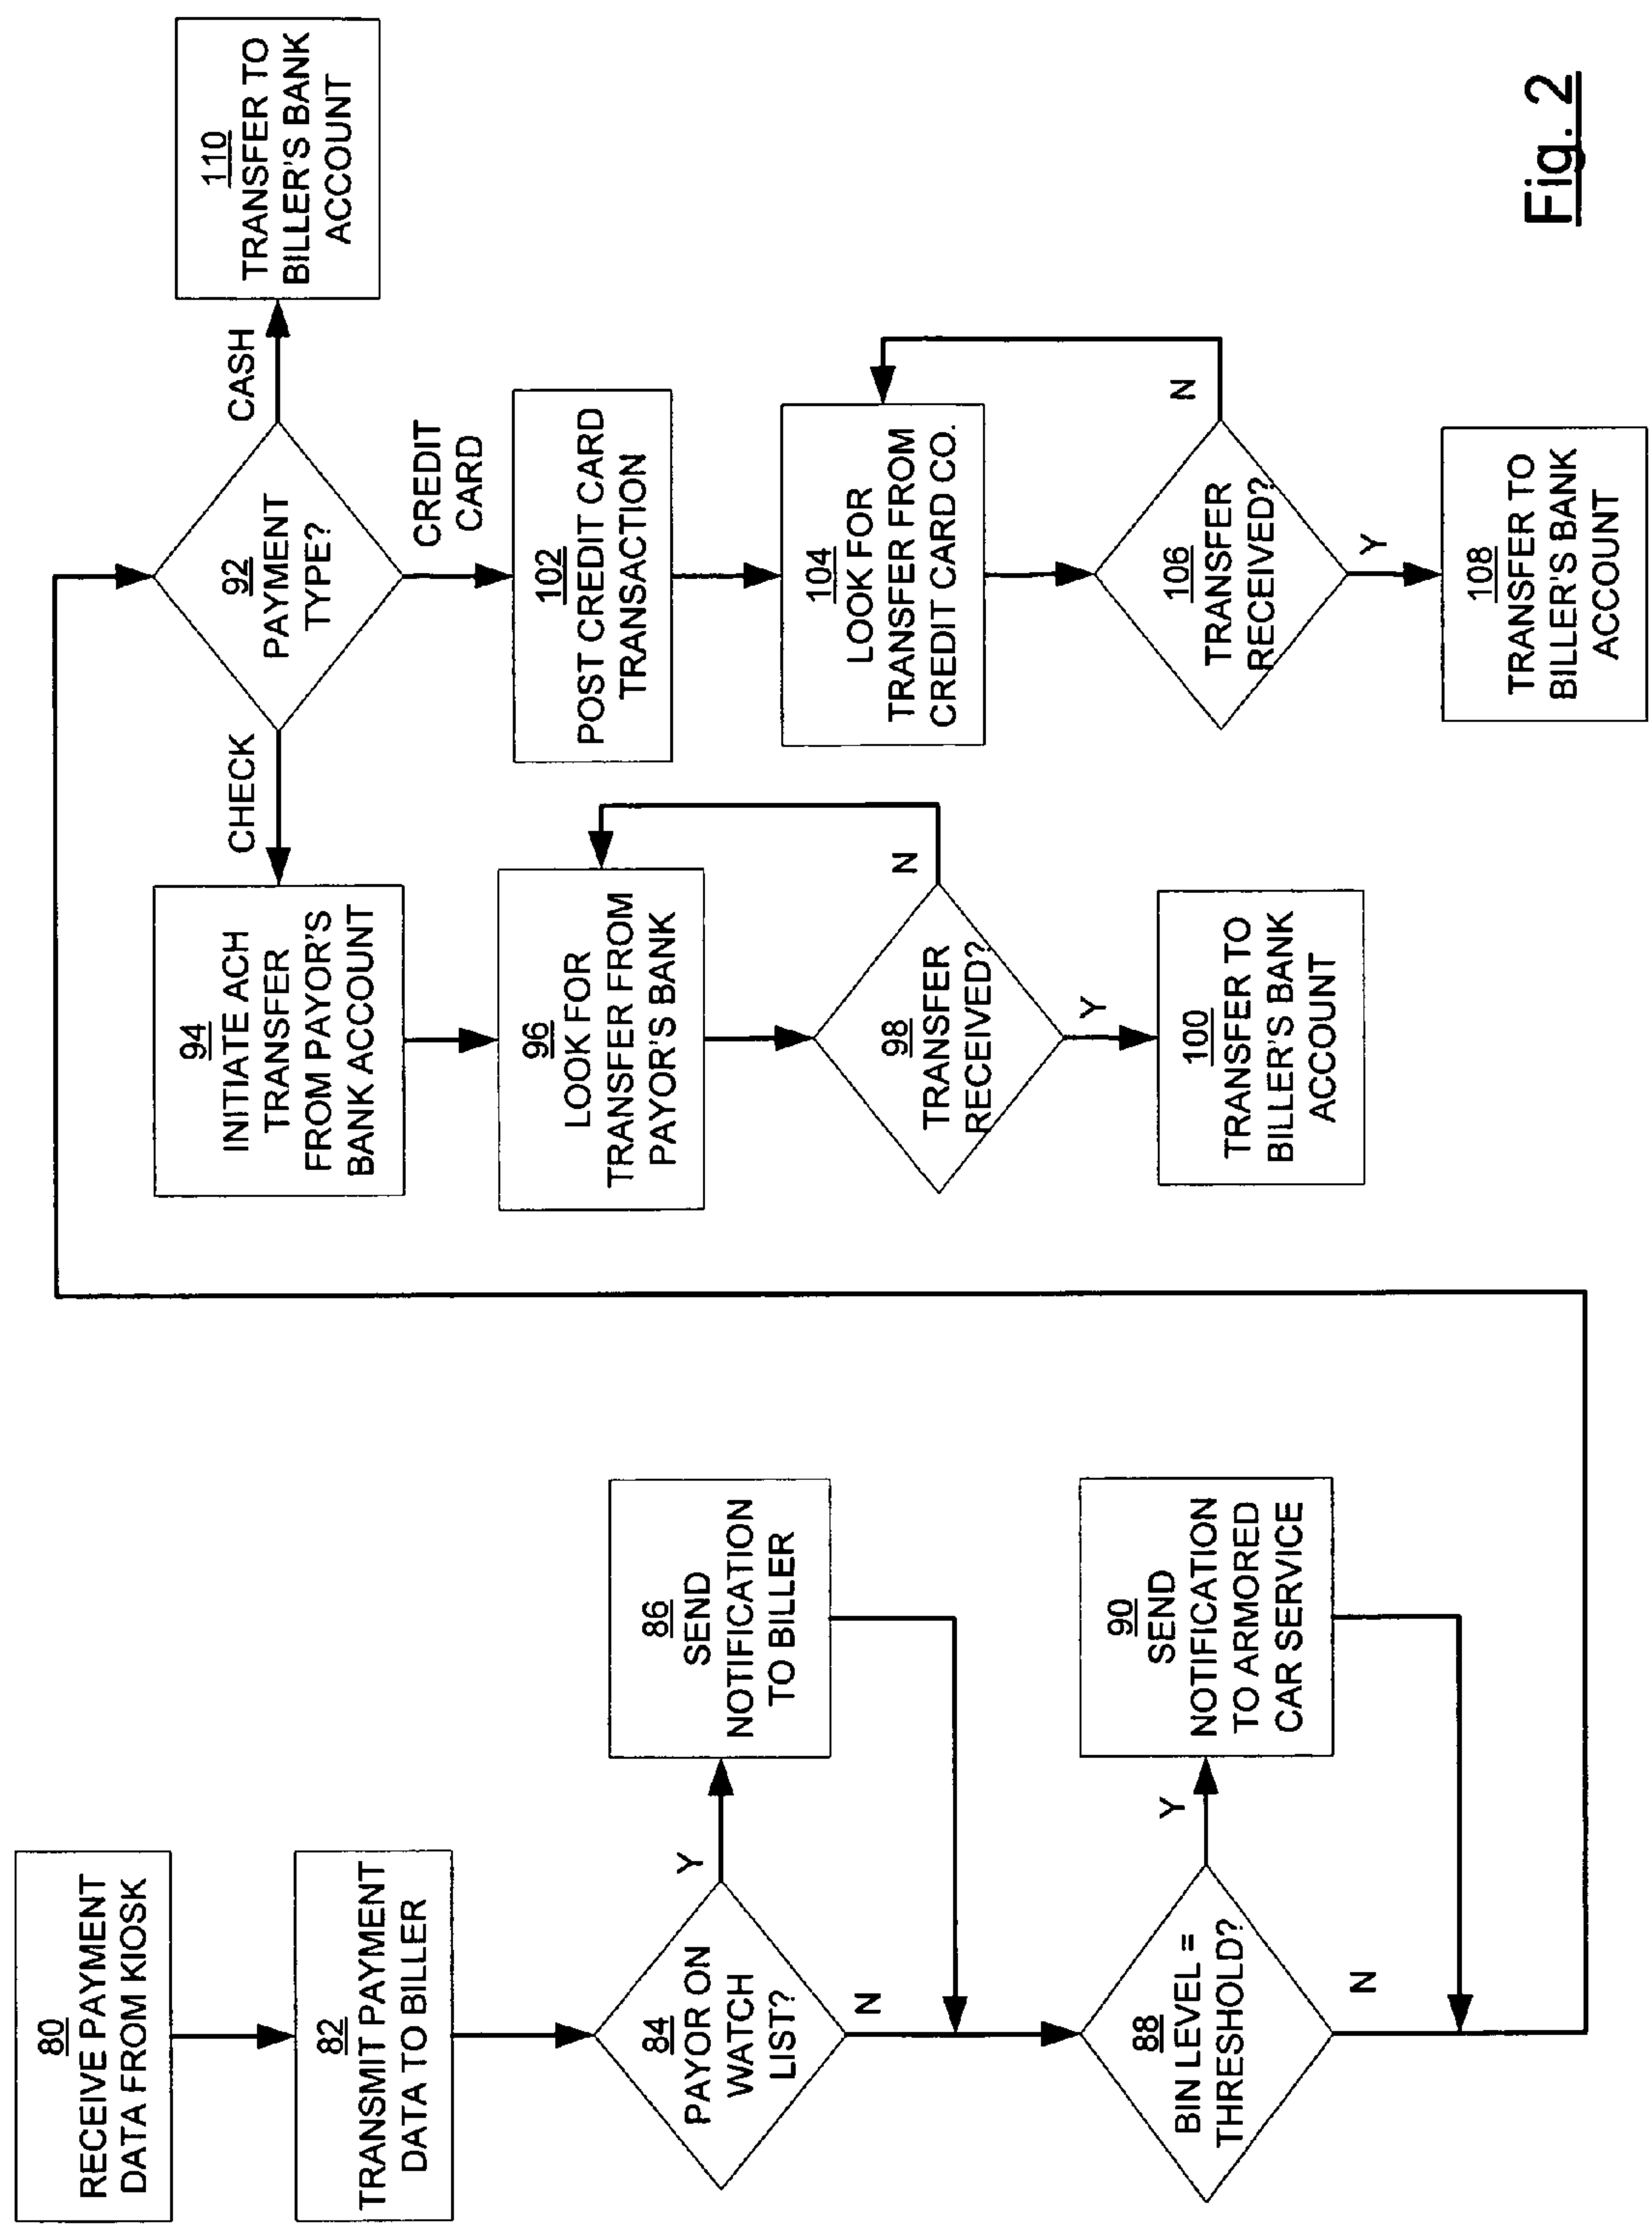 80
RECEIVE PAYMENT
DATA FROM KIOSK
82
TRANSMIT PAYMENT
DATA TO BILLER
84
PAYOR ON
WATCH
LIST?
Y
N
86
SEND
NOTIFICATION
TO BILLER
88
BIN LEVEL =
THRESHOLD?
Y
N
90
SEND
NOTIFICATION
TO ARMORED
CAR SERVICE
92
PAYMENT
TYPE?
CHECK
CASH
CREDIT
CARD
94
INITIATE ACH
TRANSFER
FROM PAYOR'S
BANK ACCOUNT
96
LOOK FOR
TRANSFER FROM
PAYOR'S BANK
98
TRANSFER
RECEIVED?
N
Y
100
TRANSFER TO
BILLER'S BANK
ACCOUNT
102
POST CREDIT CARD
TRANSACTION
104
LOOK FOR
TRANSFER FROM
CREDIT CARD CO.
106
TRANSFER
RECEIVED?
N
Y
108
TRANSFER TO
BILLER'S BANK
ACCOUNT
110
TRANSFER TO
BILLER'S BANK
ACCOUNT
Fig. 2